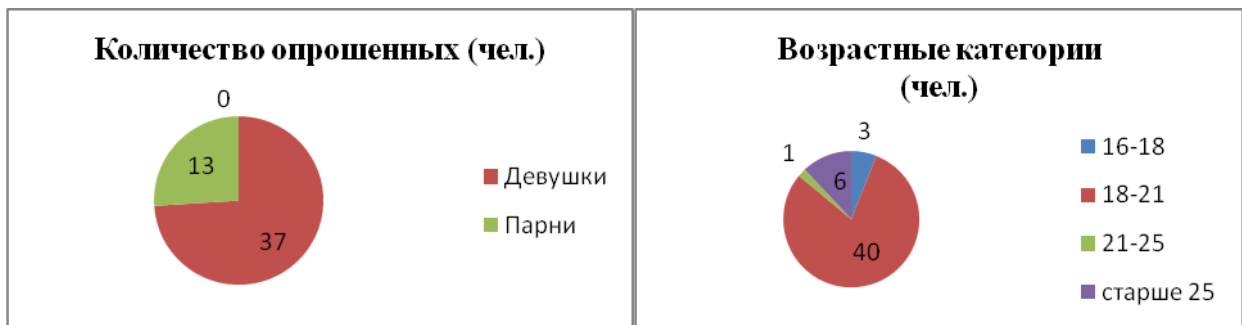 Количество опрошенных (чел.)
0
13
37
Девушки
Парни
Возрастные категории
(чел.)
3
1
6
40
16-18
18-21
21-25
старше 25